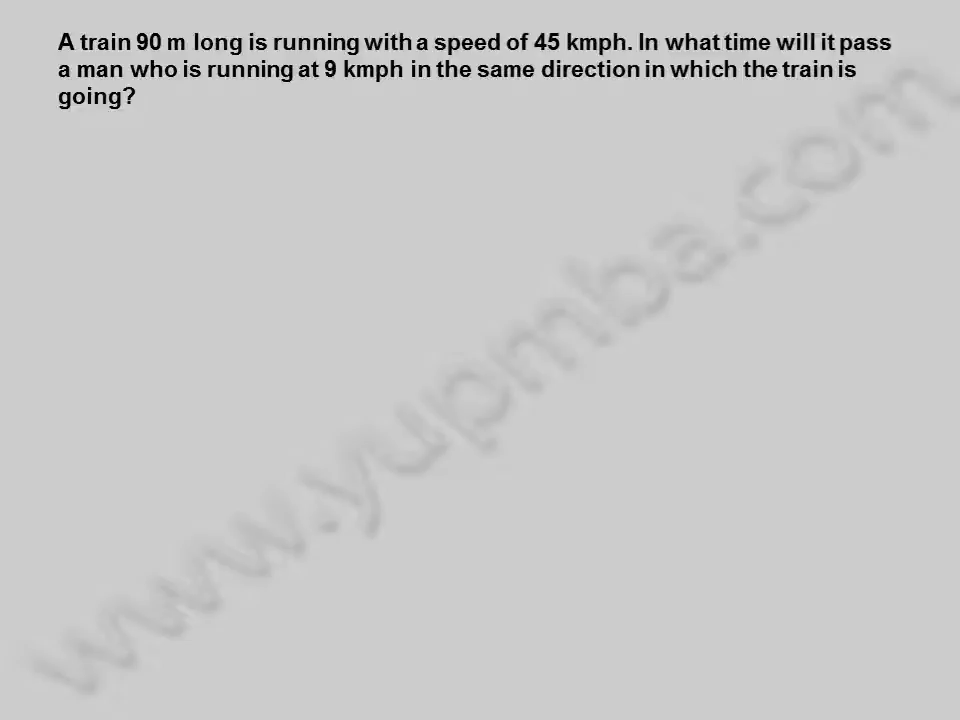 A train 90 m long is running with a speed of 45 kmph. In what time will it pass
a man who is running at 9 kmph in the same direction in which the train is
going?
www.yupmba.com